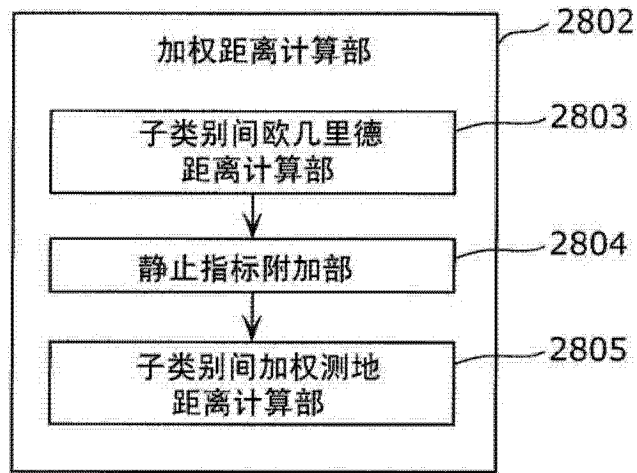 2802
加权距离计算部
2803
子类别间欧几里德
距离计算部
2804
静止指标附加部
2805
子类别间加权测地
距离计算部